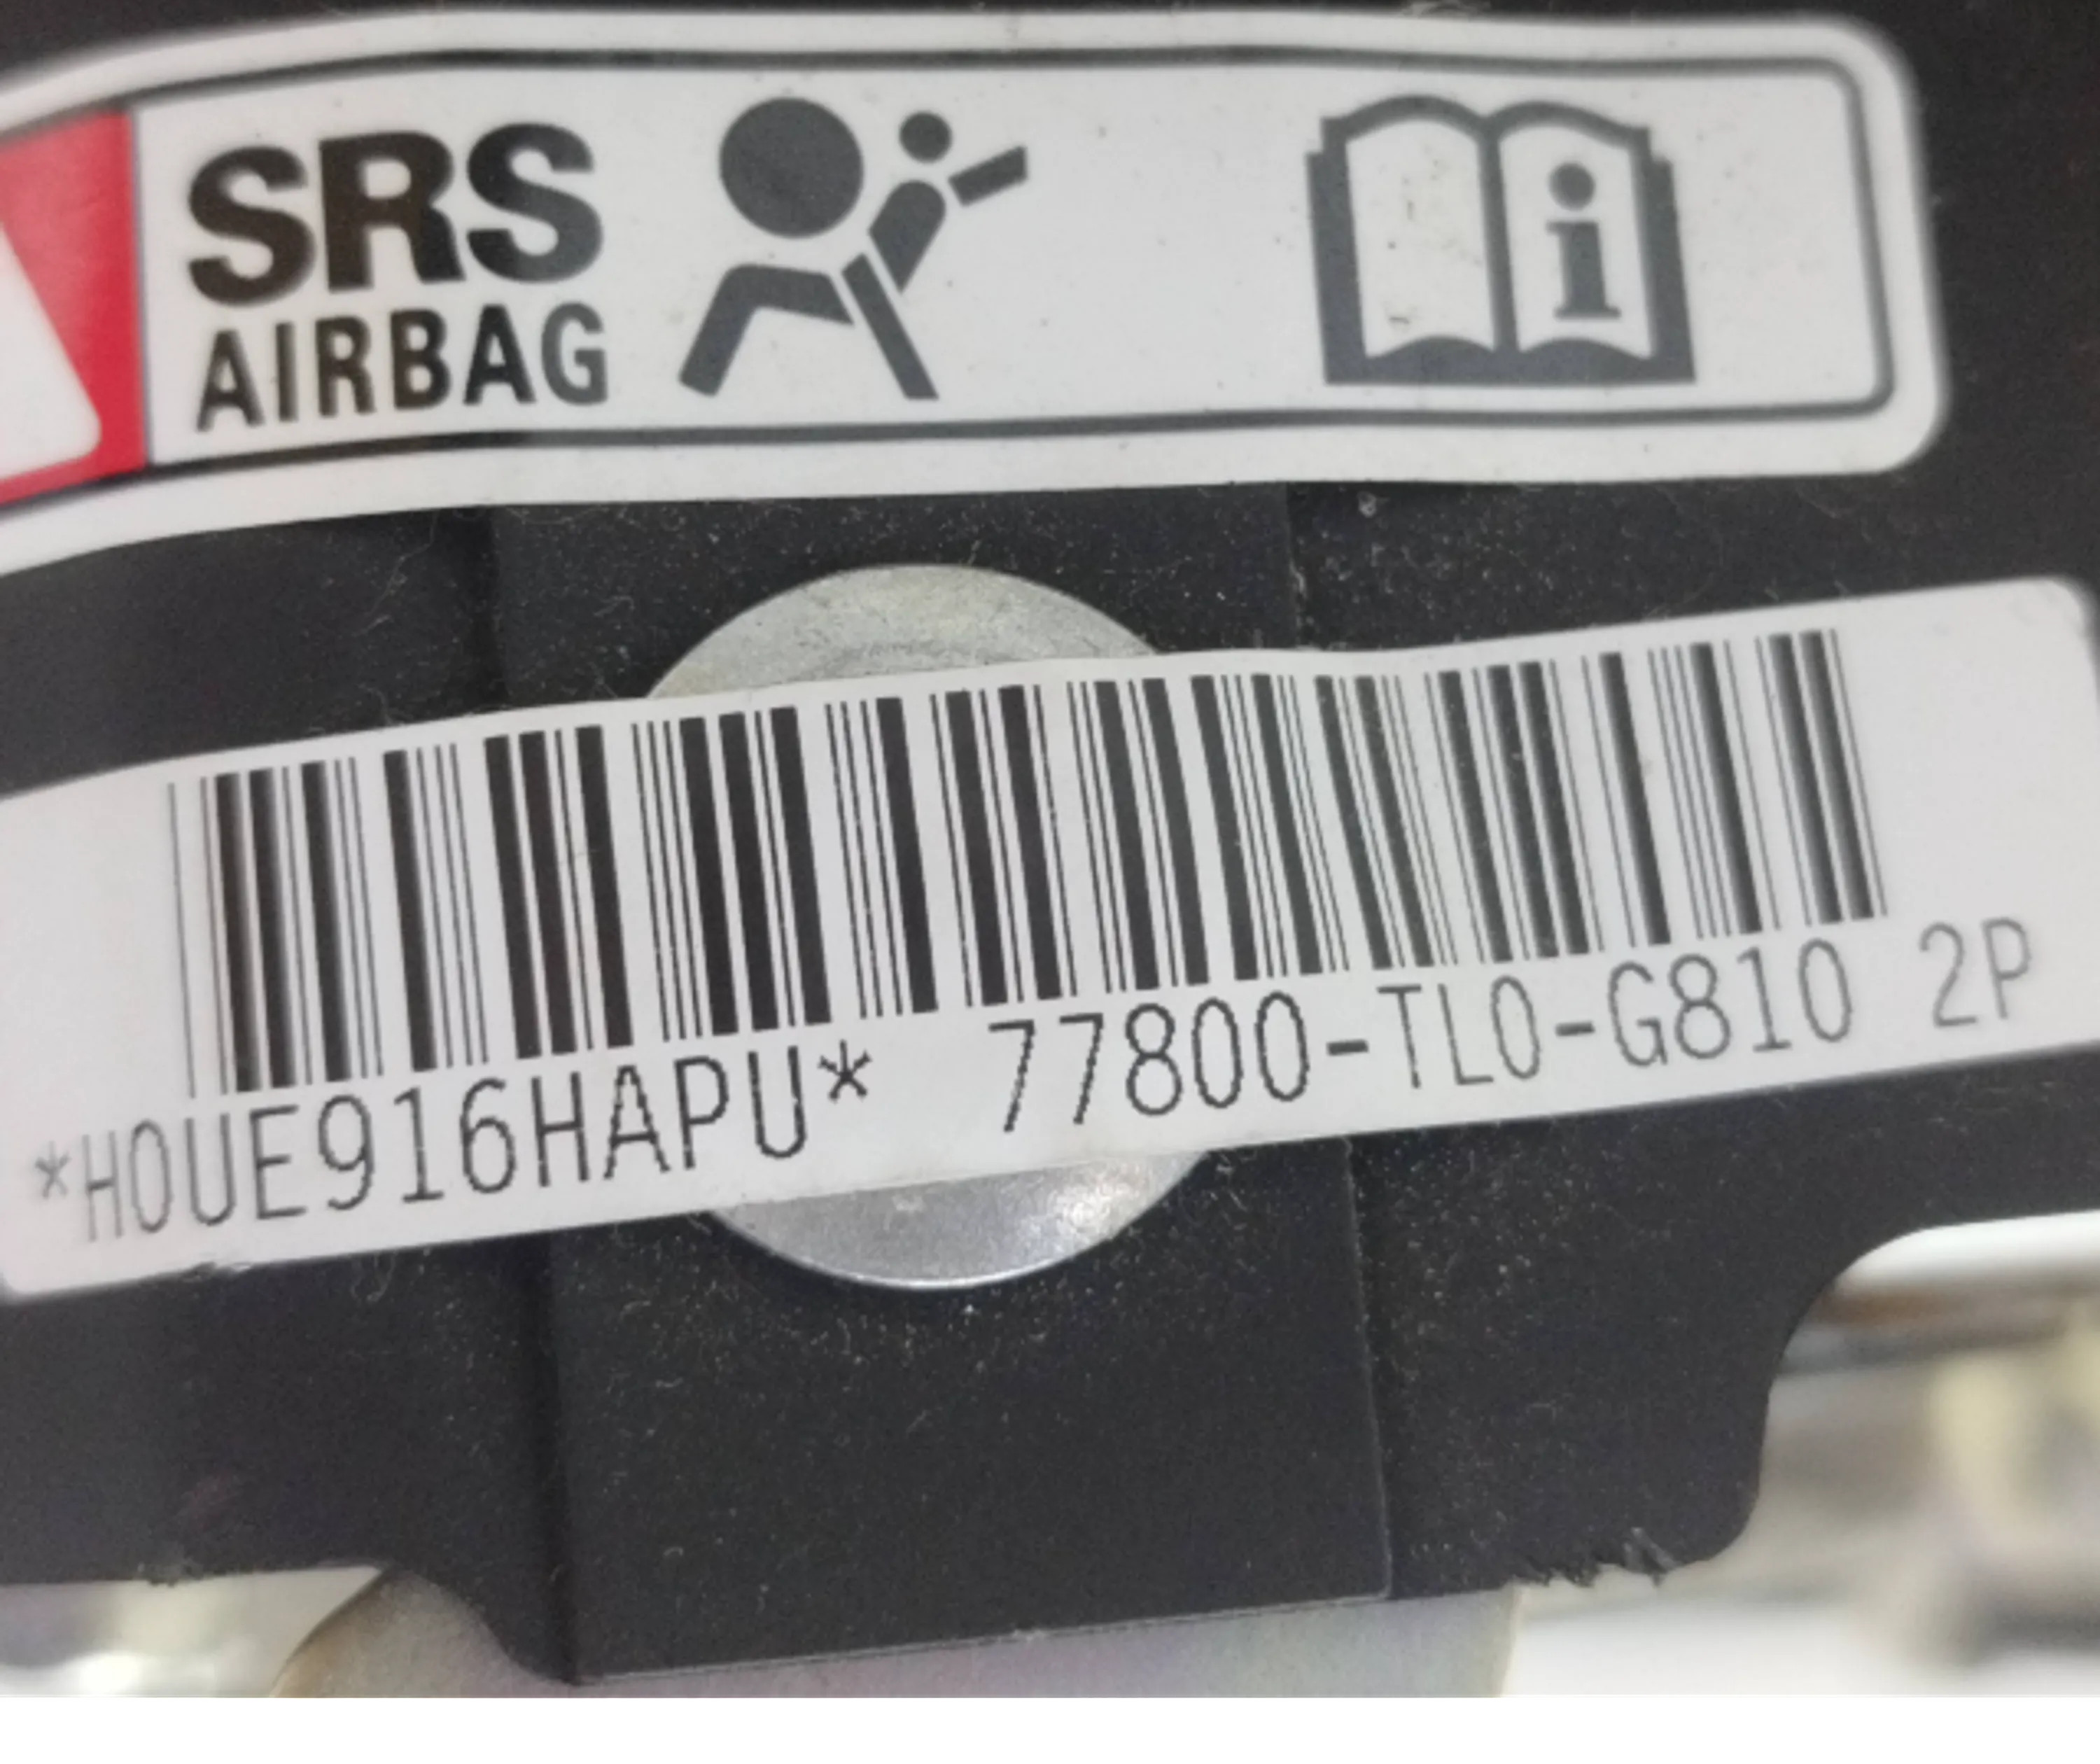 SRS
AIRBAG
i
*H0UE916HAPU* 77800-TL0-G810 2P